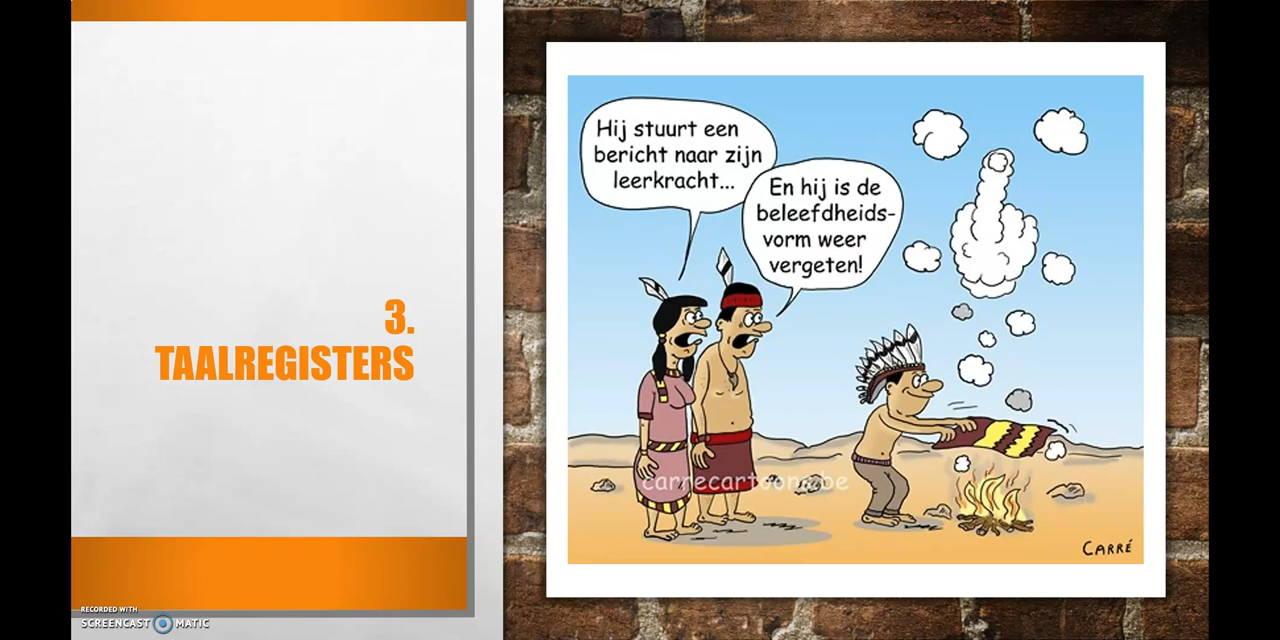 3.
TAALREGISTERS
Hij stuurt een
bericht naar zijn
leerkracht...
En hij is de
beleefdheids-
vorm weer
vergeten!
carrecartoons.be
CARRÉ
RECORDED WITH
SCREENCAST MATIC